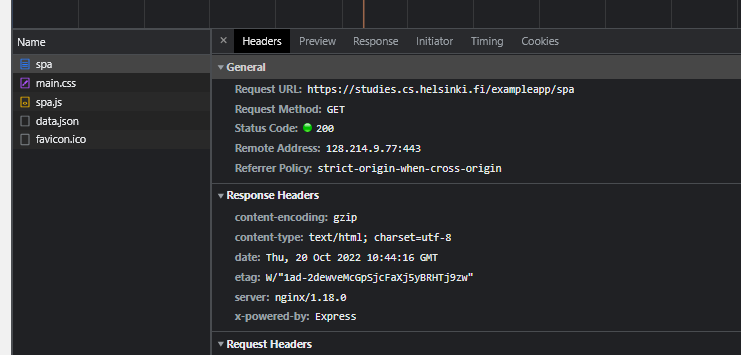 Name
spa
main.css
spa.js
data.json
favicon.ico
× Headers Preview Response Initiator Timing Cookies
General
Request URL: https://studies.cs.helsinki.fi/exampleapp/spa
Request Method: GET
Status Code: 200
Remote Address: 128.214.9.77:443
Referrer Policy: strict-origin-when-cross-origin
Response Headers
content-encoding: gzip
content-type: text/html; charset=utf-8
date: Thu, 20 Oct 2022 10:44:16 GMT
etag: W/"1ad-2dewveMcGpSjcFaXj5yBRHTj9zw"
server: nginx/1.18.0
x-powered-by: Express
Request Headers